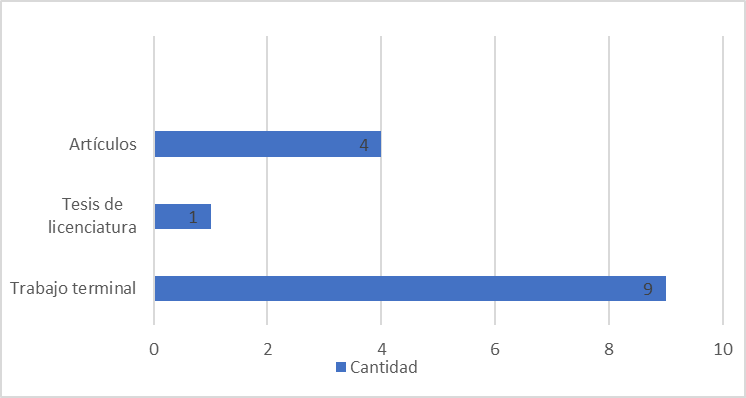 Artículos
4
Tesis de
licenciatura
1
Trabajo terminal
9
0 2 4 6 8 10
Cantidad